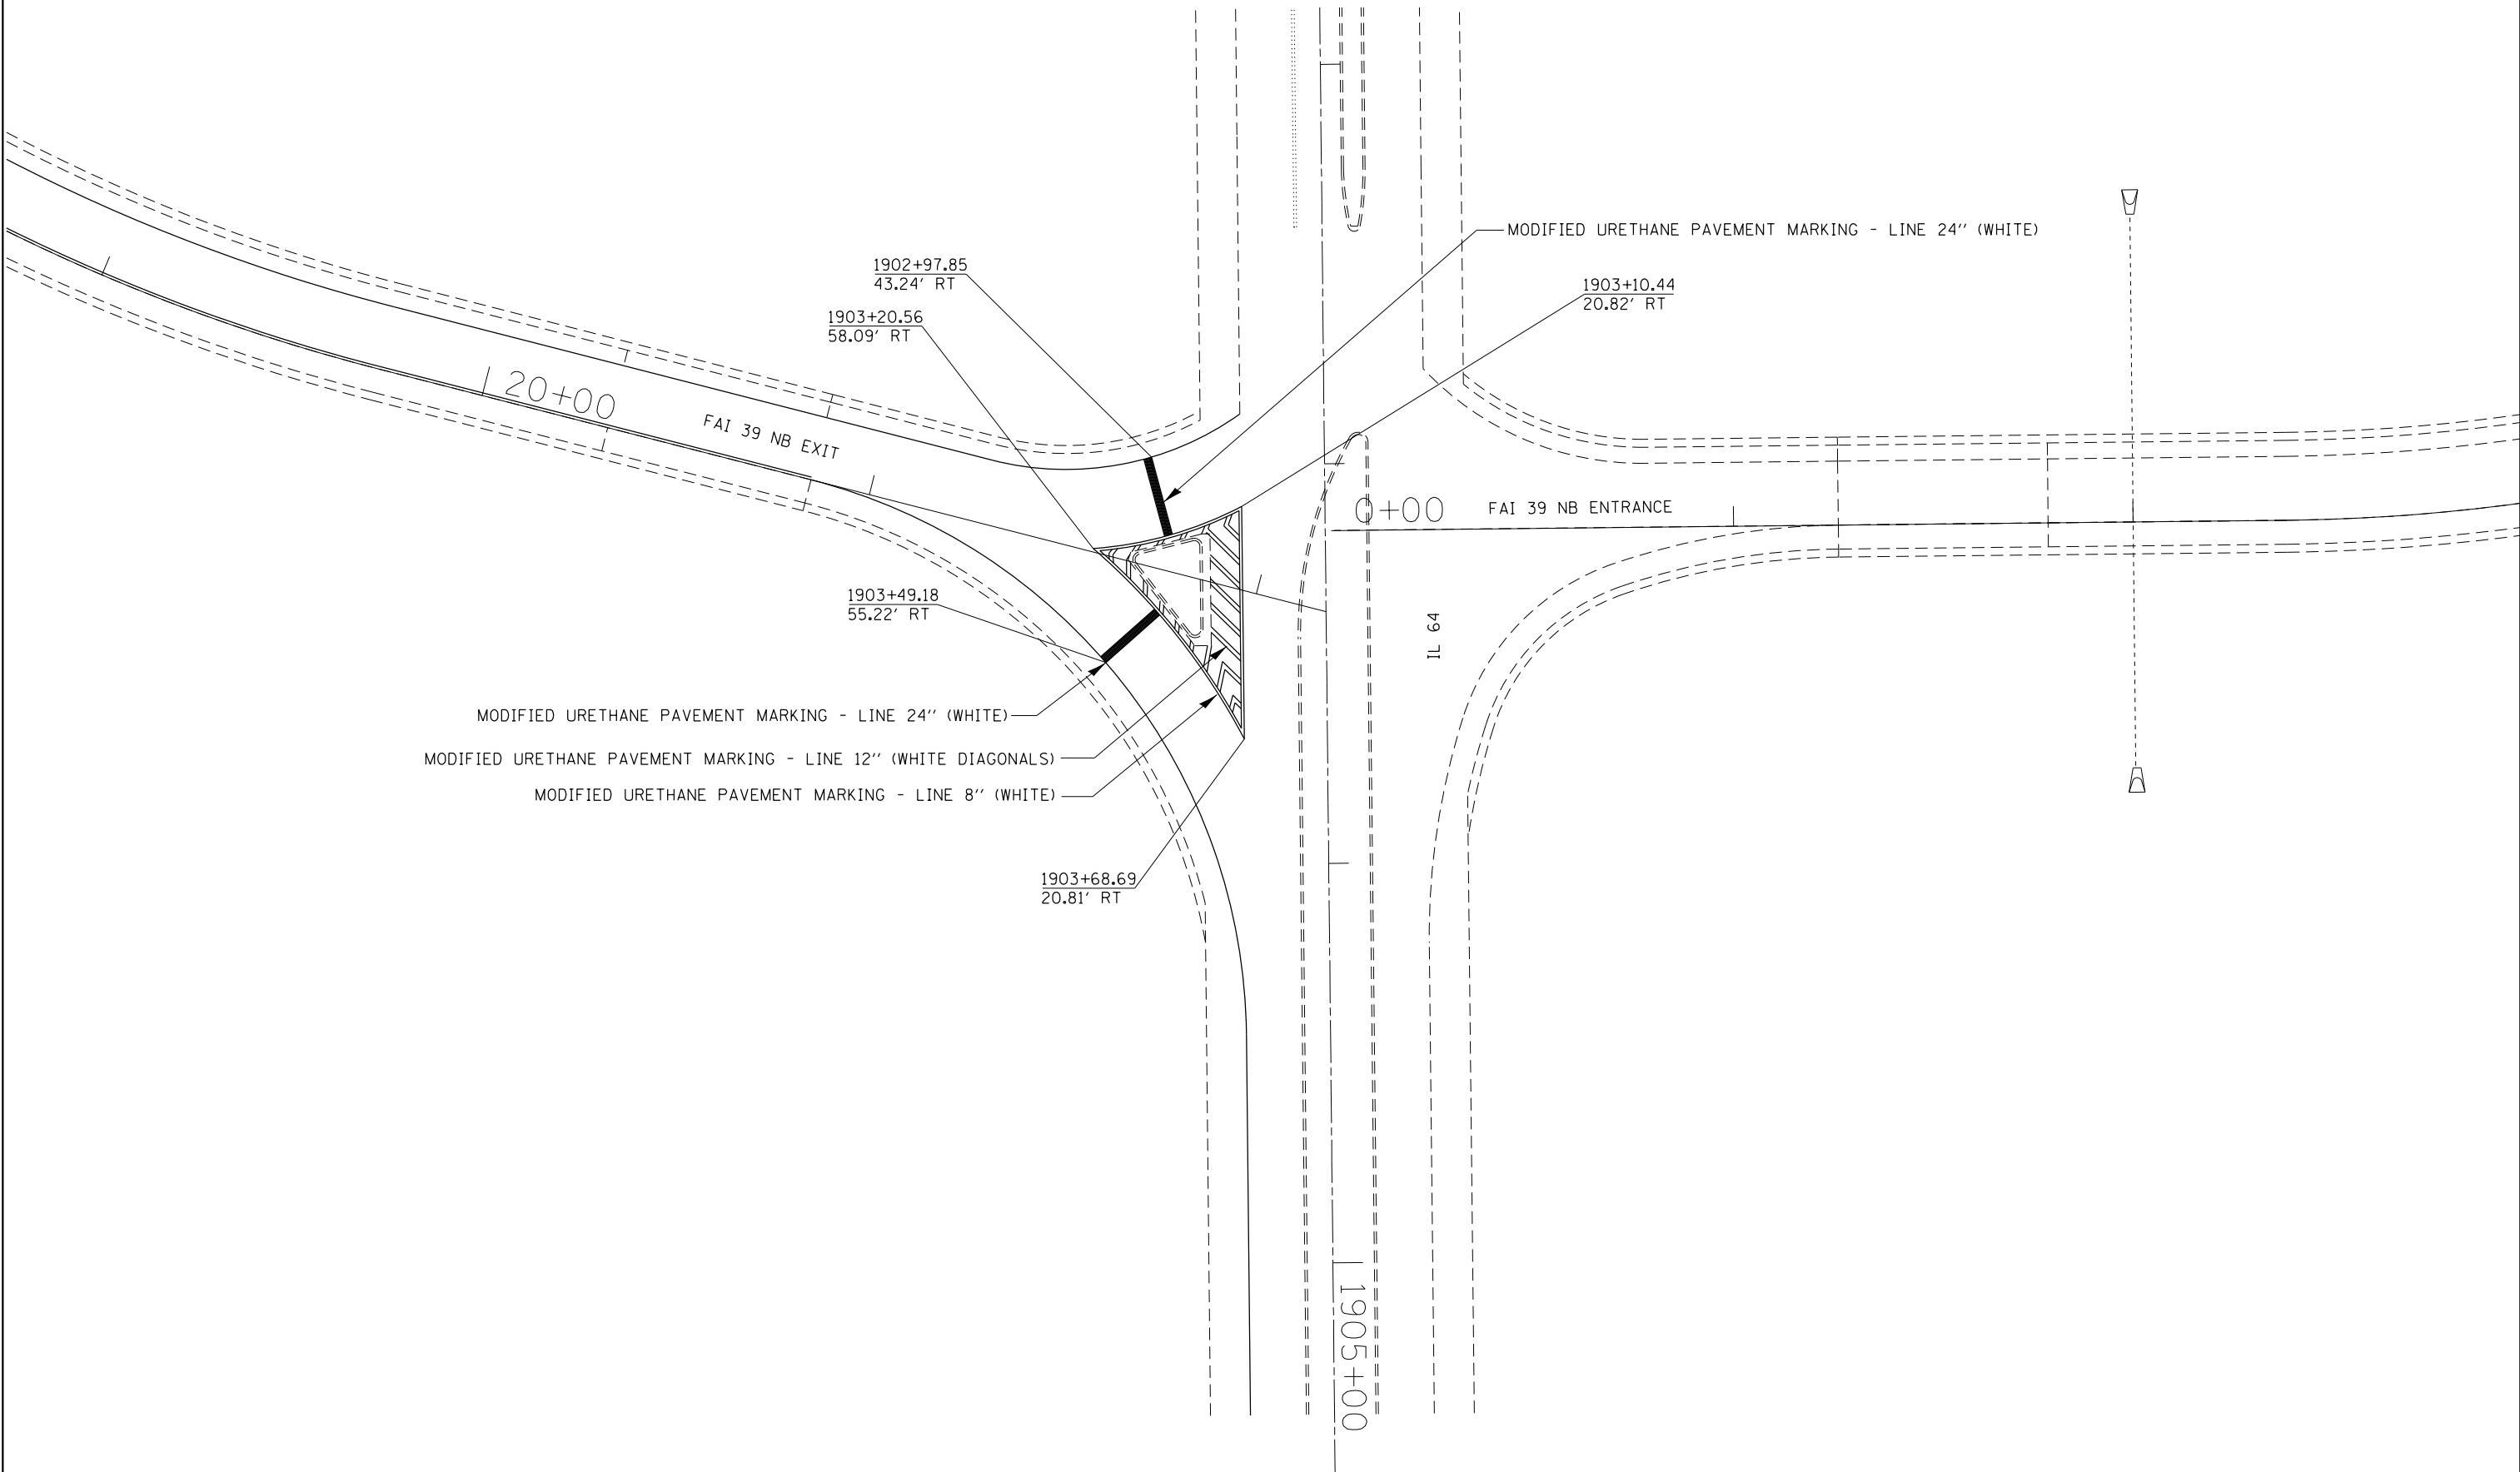 MODIFIED URETHANE PAVEMENT MARKING - LINE 24'' (WHITE)
1902+97.85
43.24' RT
1903+10.44
20.82' RT
1903+20.56
58.09' RT
20+00
FAI 39 NB EXIT
0+00
FAI 39 NB ENTRANCE
1903+49.18
55.22' RT
IL 64
MODIFIED URETHANE PAVEMENT MARKING - LINE 24'' (WHITE)
MODIFIED URETHANE PAVEMENT MARKING - LINE 12'' (WHITE DIAGONALS)
MODIFIED URETHANE PAVEMENT MARKING - LINE 8'' (WHITE)
1903+68.69
20.81' RT
1905+00